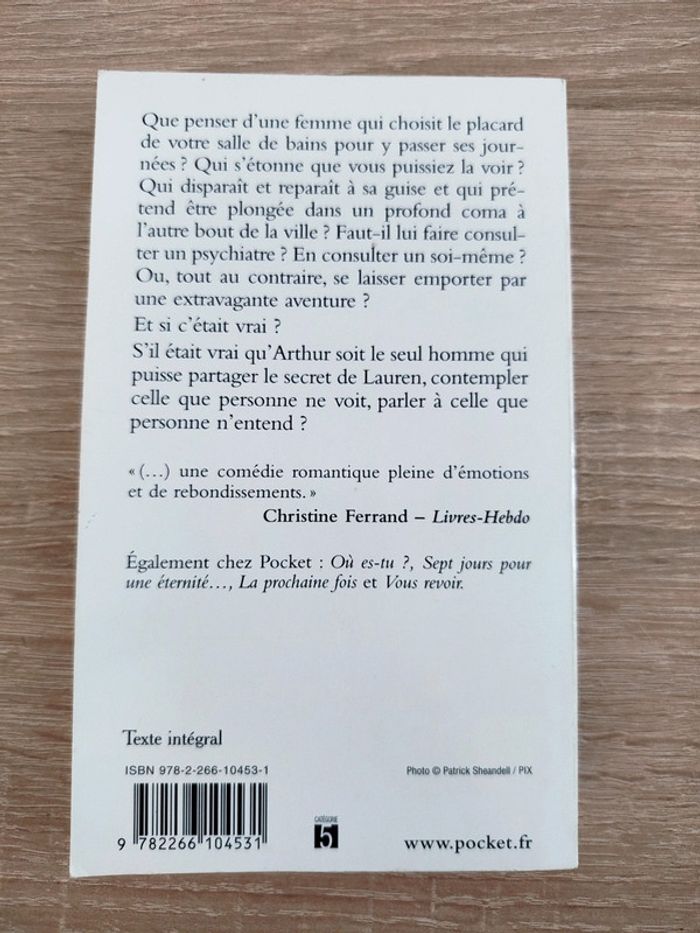 Que penser d'une femme qui choisit le placard
de votre salle de bains pour y passer ses jour-
nées ? Qui s'étonne que vous puissiez la voir ?
Qui disparaît et reparaît à sa guise et qui pré-
tend être plongée dans un profond coma à
l'autre bout de la ville ? Faut-il lui faire consul-
ter un psychiatre ? En consulter un soi-même ?
Ou, tout au contraire, se laisser emporter par
une extravagante aventure ?
Et si c'était vrai ?
S'il était vrai qu'Arthur soit le seul homme qui
puisse partager le secret de Lauren, contempler
celle que personne ne voit, parler à celle que
personne n'entend ?
« (…) une comédie romantique pleine d'émotions
et de rebondissements. »
Christine Ferrand – Livres-Hebdo
Également chez Pocket : Où es-tu ?, Sept jours pour
une éternité…, La prochaine fois et Vous revoir.
Texte intégral
ISBN 978-2-266-10453-1
Photo © Patrick Sheandell / PIX
9 782266 104531
CATÉGORIE
5
www.pocket.fr